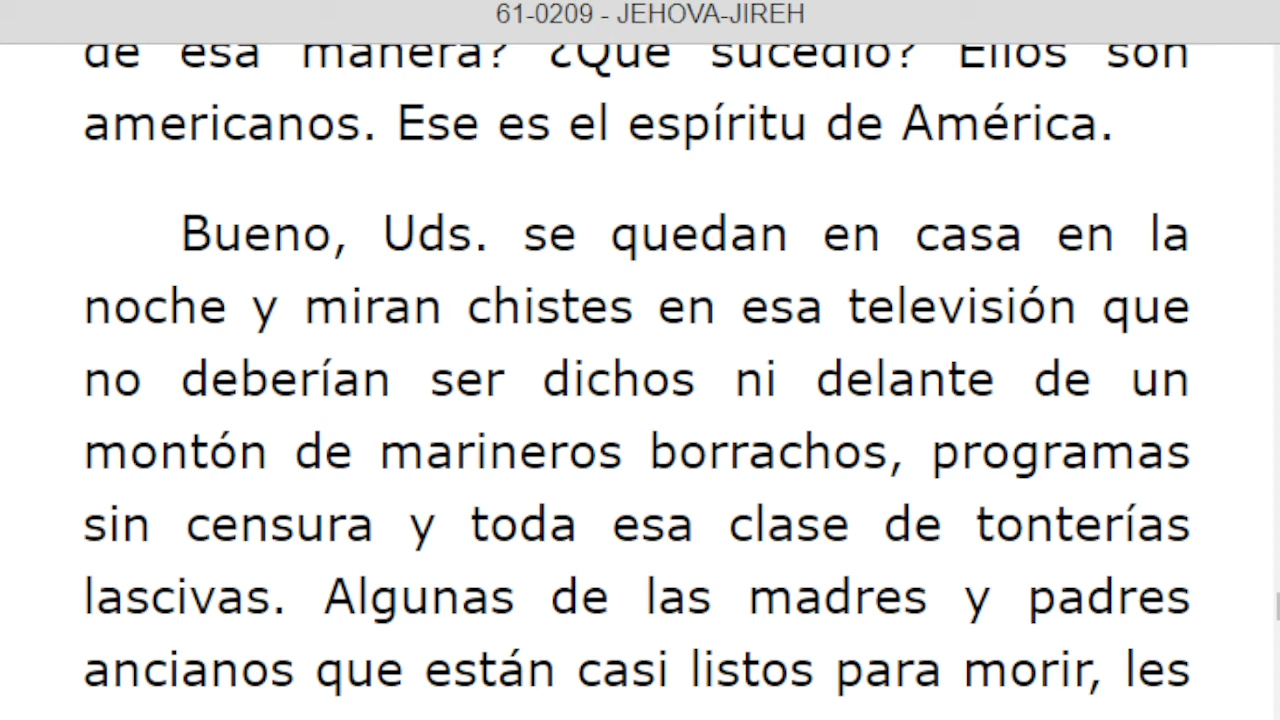 61-0209 - JEHOVA-JIREH
de esa manera? ¿Qué sucedió? Ellos son
americanos. Ese es el espíritu de América.
Bueno, Uds. se quedan en casa en la
noche y miran chistes en esa televisión que
no deberían ser dichos ni delante de un
montón de marineros borrachos, programas
sin censura y toda esa clase de tonterías
lascivas. Algunas de las madres y padres
ancianos que están casi listos para morir, les